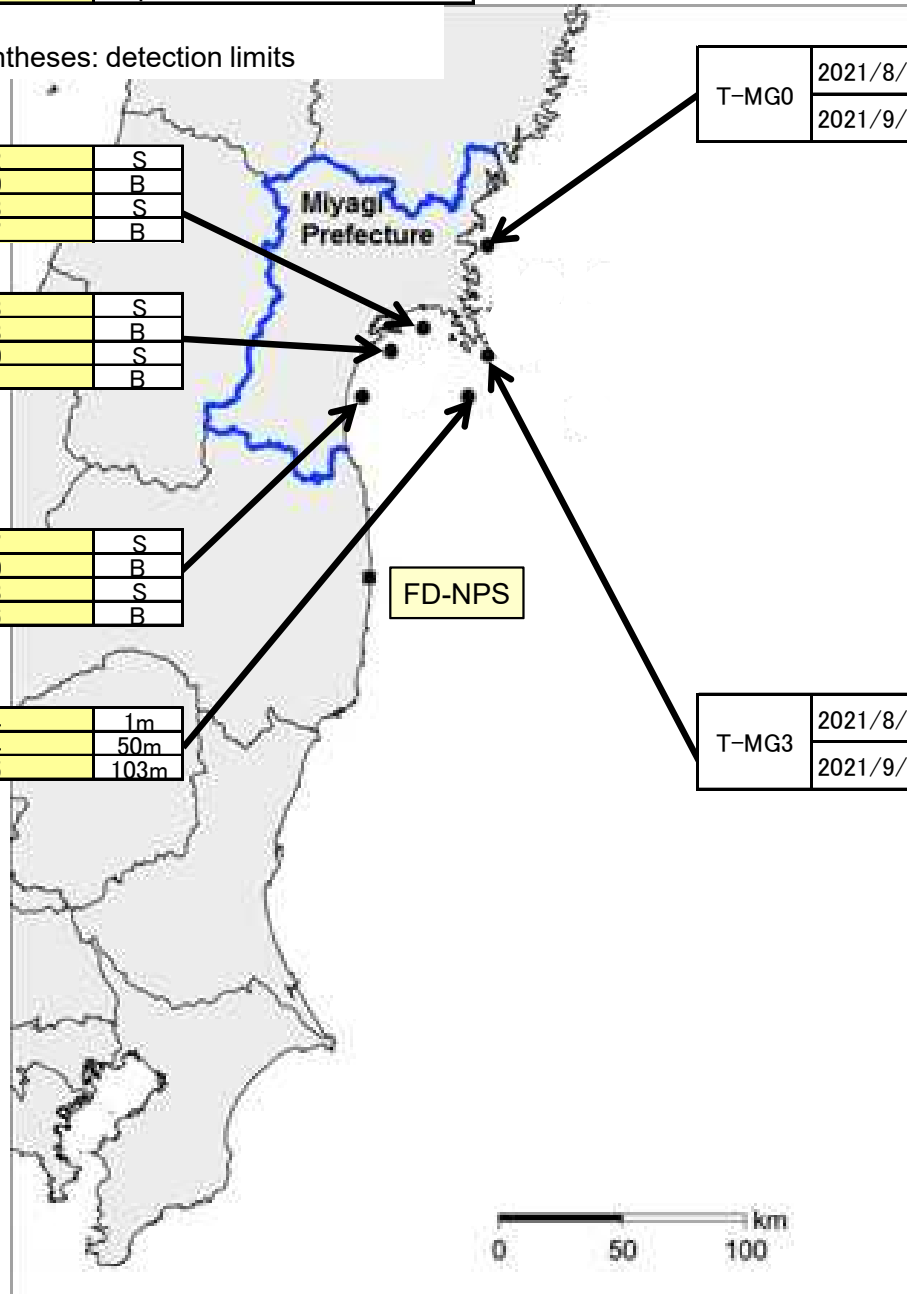 ntheses: detection limits
T-MG0
2021/8/
2021/9/
S
B
S
B
Miyagi
Prefecture
S
B
S
B
S
B
S
B
FD-NPS
1m
50m
103m
T-MG3
2021/8/
2021/9/
km
0 50 100